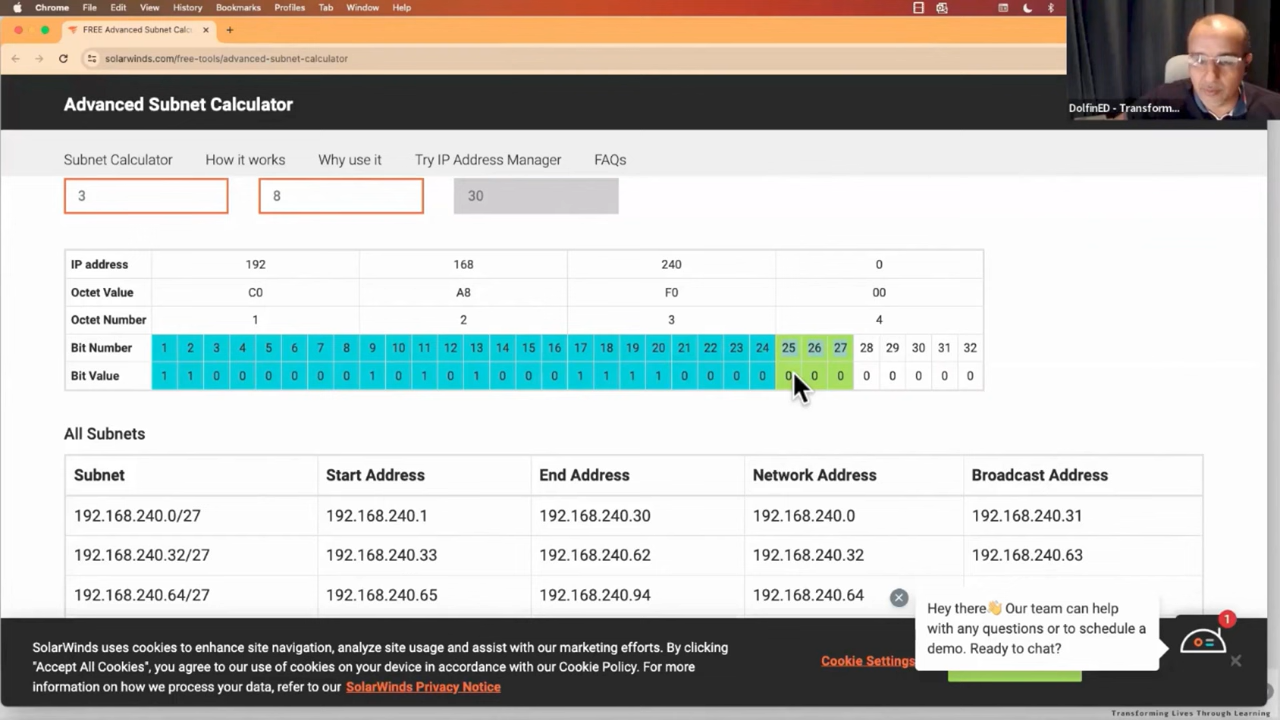 Chrome File Edit View History Bookmarks Profiles Tab Window Help
FREE Advanced Subnet Calc
solarwinds.com/free-tools/advanced-subnet-calculator
DolfinED - Transform...
Advanced Subnet Calculator
Subnet Calculator How it works Why use it Try IP Address Manager FAQs
3 8 30
IP address 192 168 240 0
Octet Value C0 A8 F0 00
Octet Number 1 2 3 4
Bit Number 1 2 3 4 5 6 7 8 9 10 11 12 13 14 15 16 17 18 19 20 21 22 23 24 25 26 27 28 29 30 31 32
Bit Value 1 1 0 0 0 0 0 0 1 0 1 0 1 0 0 0 1 1 1 1 0 0 0 0 0 0 0 0 0 0 0 0
All Subnets
Subnet Start Address End Address Network Address Broadcast Address
192.168.240.0/27 192.168.240.1 192.168.240.30 192.168.240.0 192.168.240.31
192.168.240.32/27 192.168.240.33 192.168.240.62 192.168.240.32 192.168.240.63
192.168.240.64/27 192.168.240.65 192.168.240.94 192.168.240.64
Hey there👋 Our team can help
with any questions or to schedule a
demo. Ready to chat?
1
SolarWinds uses cookies to enhance site navigation, analyze site usage and assist with our marketing efforts. By clicking
"Accept All Cookies", you agree to our use of cookies on your device in accordance with our Cookie Policy. For more
information on how we process your data, refer to our SolarWinds Privacy Notice
Cookie Settings
Transforming Lives Through Learning